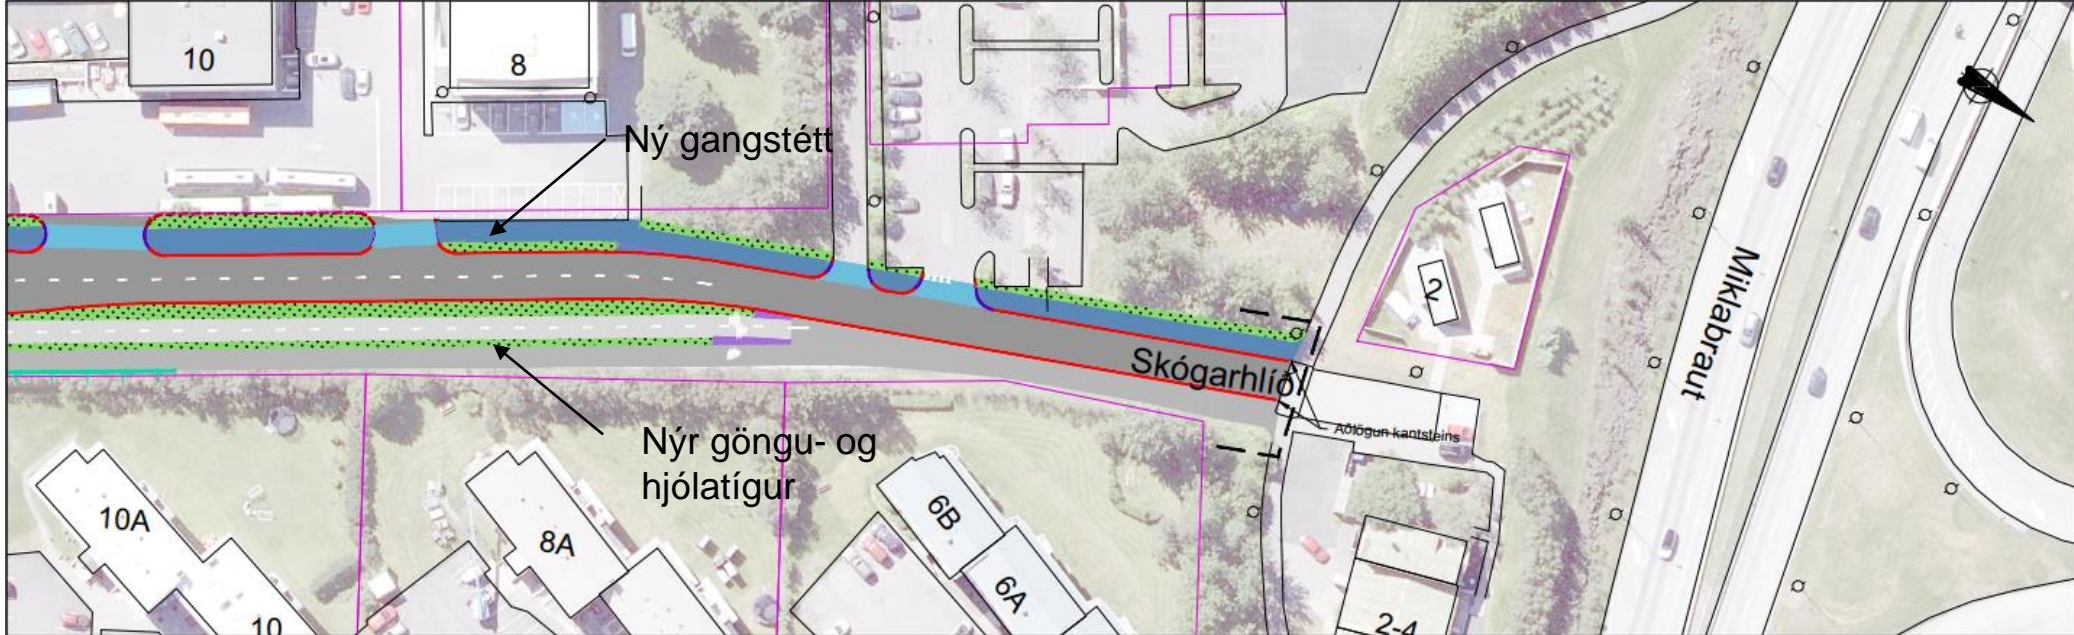 10
8
Ný gangstétt
2
Miklabraut
Skógarhlíð
Aðlögun kantsteins
Nýr göngu- og
hjólatígur
10A
8A
6B
6A
10
2-4